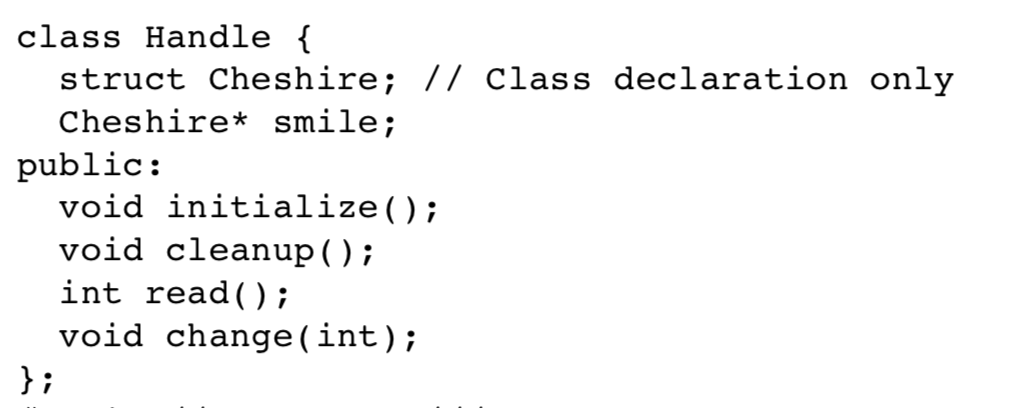 class Handle {
  struct Cheshire; // Class declaration only
  Cheshire* smile;
public:
  void initialize();
  void cleanup();
  int read();
  void change(int);
};